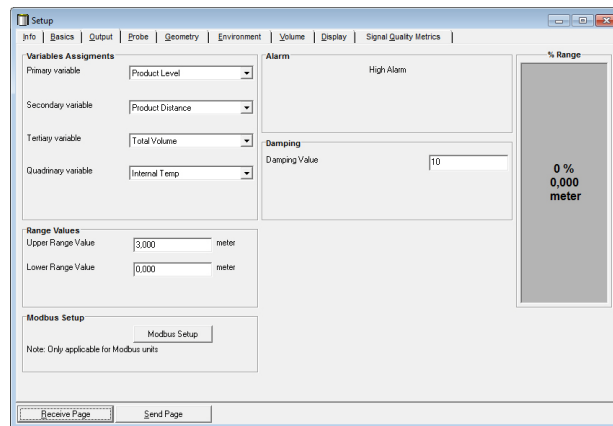 Setup
Info Basics Output Probe Geometry Environment Volume Display Signal Quality Metrics
Variables Assigments
Primary variable Product Level
Secondary variable Product Distance
Tertiary variable Total Volume
Quadrinary variable Internal Temp
Alarm
High Alarm
Damping
Damping Value 10
% Range
0 %
0,000
meter
Range Values
Upper Range Value 3,000 meter
Lower Range Value 0,000 meter
Modbus Setup
Modbus Setup
Note: Only applicable for Modbus units
Receive Page Send Page